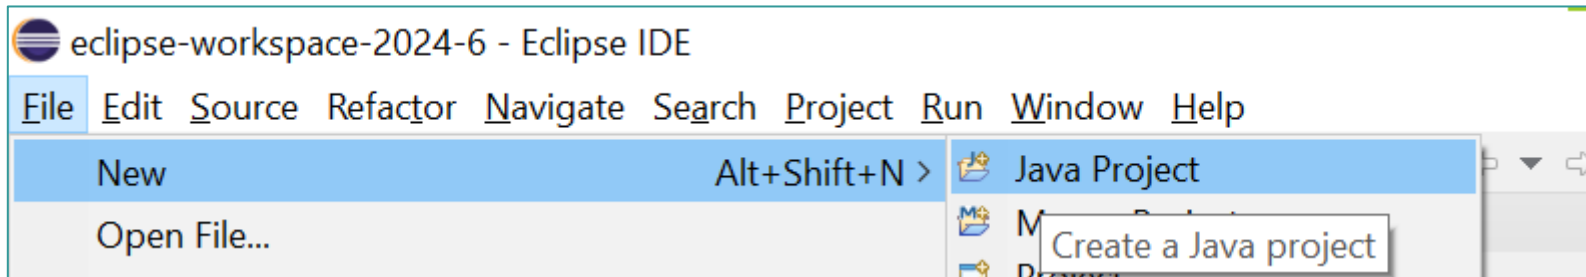 eclipse-workspace-2024-6 - Eclipse IDE
File Edit Source Refactor Navigate Search Project Run Window Help
New Alt+Shift+N > Java Project
Open File...
Create a Java project